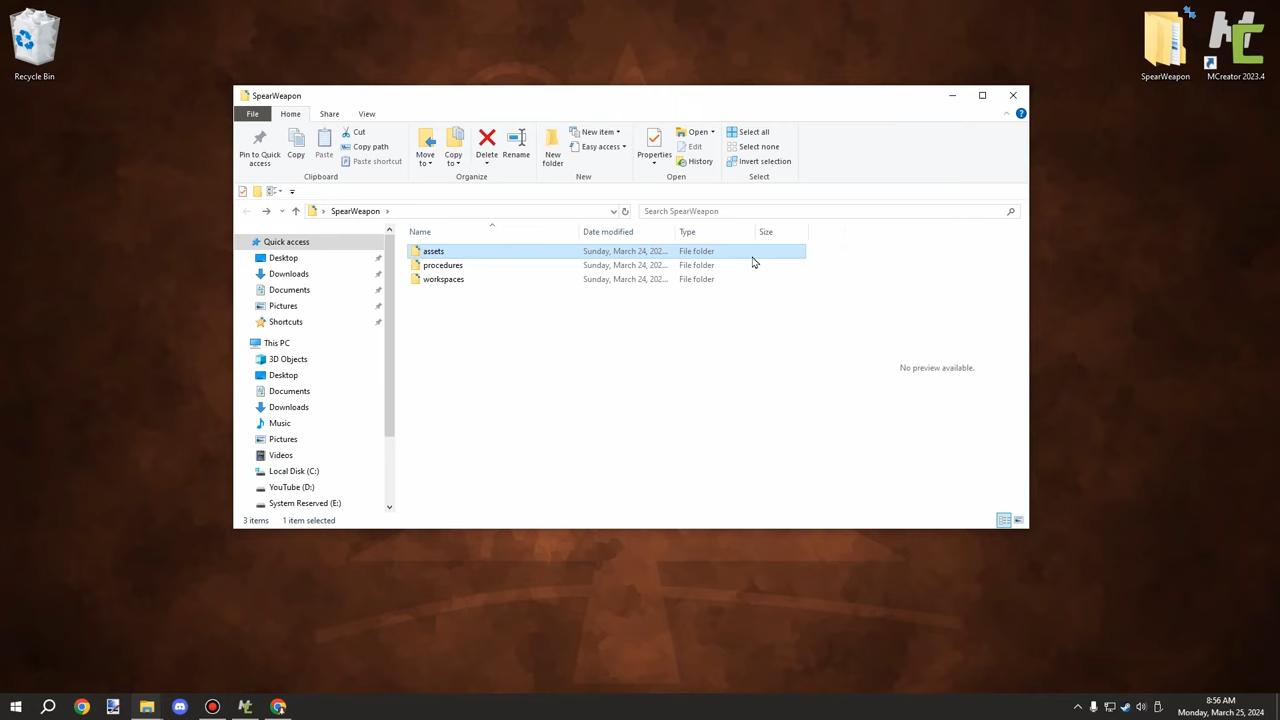 Recycle Bin
SpearWeapon
MCreator 2023.4
SpearWeapon
File Home Share View
Pin to Quick access
Copy
Paste
Cut
Copy path
Paste shortcut
Clipboard
Move to
Copy to
Delete
Rename
Organize
New folder
New item
Easy access
New
Properties
Open
Edit
History
Open
Select all
Select none
Invert selection
Select
SpearWeapon
Search SpearWeapon
Name Date modified Type Size
assets Sunday, March 24, 202... File folder
procedures Sunday, March 24, 202... File folder
workspaces Sunday, March 24, 202... File folder
Quick access
Desktop
Downloads
Documents
Pictures
Shortcuts
This PC
3D Objects
Desktop
Documents
Downloads
Music
Pictures
Videos
Local Disk (C:)
YouTube (D:)
System Reserved (E:)
No preview available.
3 items 1 item selected
8:56 AM
Monday, March 25, 2024